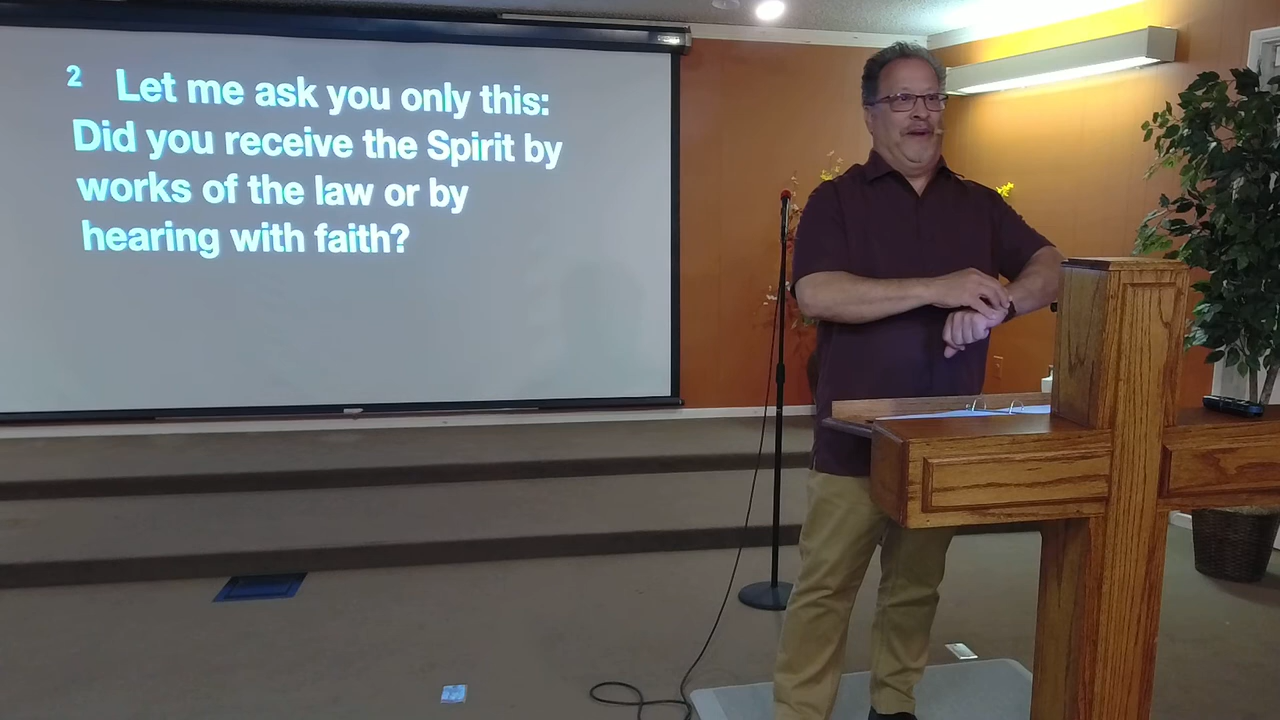 2 Let me ask you only this:
Did you receive the Spirit by
works of the law or by
hearing with faith?